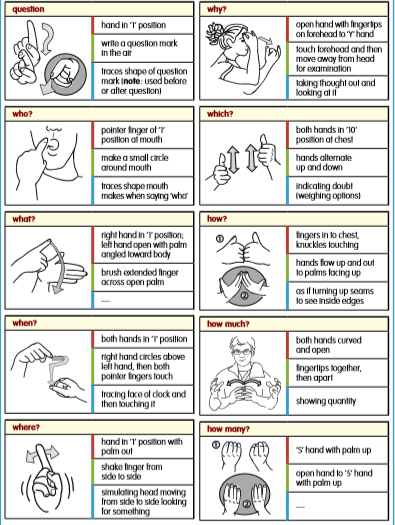 question
hand in '1' position
write a question mark
in the air
traces shape of question
mark (note: used before
or after question)
who?
pointer finger of '1'
position at mouth
make a small circle
around mouth
traces shape mouth
makes when saying 'who'
what?
right hand in '1' position;
left hand open with palm
angled toward body
brush extended finger
across open palm
—
when?
both hands in '1' position
right hand circles above
left hand, then both
pointer fingers touch
tracing face of clock and
then touching it
where?
hand in '1' position with
palm out
shake finger from
side to side
simulating head moving
from side to side looking
for something
why?
open hand with fingertips
on forehead to 'Y' hand
touch forehead and then
move away from head
for examination
taking thought out and
looking at it
which?
both hands in '10'
position at chest
hands alternate
up and down
indicating doubt
(weighing options)
how?
1
2
fingers in to chest,
knuckles touching
hands flow up and out
to palms facing up
as if turning up seams
to see inside edges
how much?
both hands curved
and open
fingertips together,
then apart
showing quantity
how many?
1
2
'S' hand with palm up
open hand to '5' hand
with palm up
—